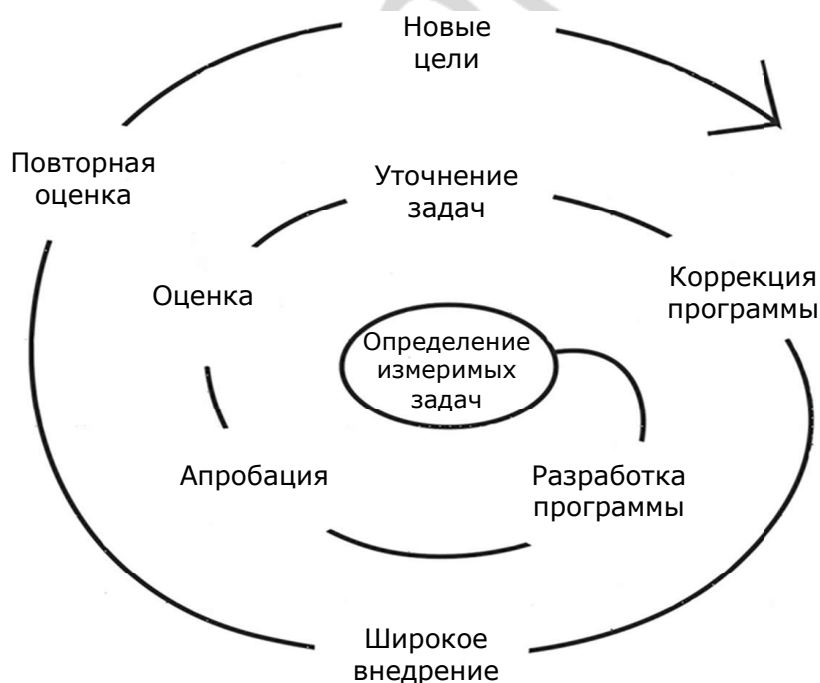 Новые
цели
Повторная
оценка
Уточнение
задач
Оценка
Коррекция
программы
Определение
измеримых
задач
Апробация
Разработка
программы
Широкое
внедрение